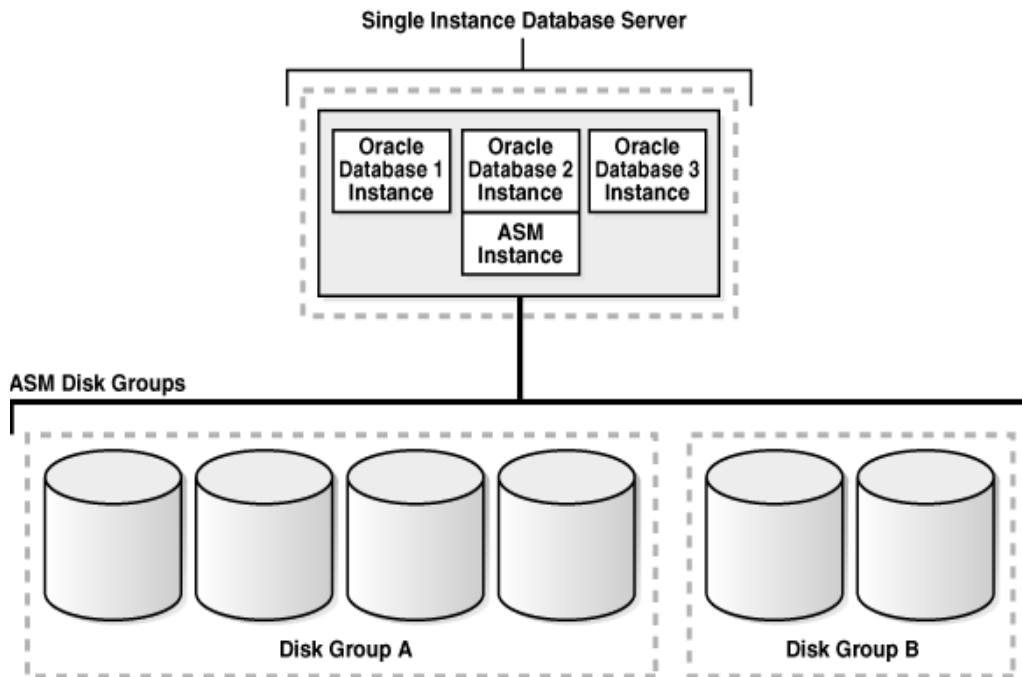 Single Instance Database Server
Oracle
Database 1
Instance
Oracle
Database 2
Instance
Oracle
Database 3
Instance
ASM
Instance
ASM Disk Groups
Disk Group A
Disk Group B